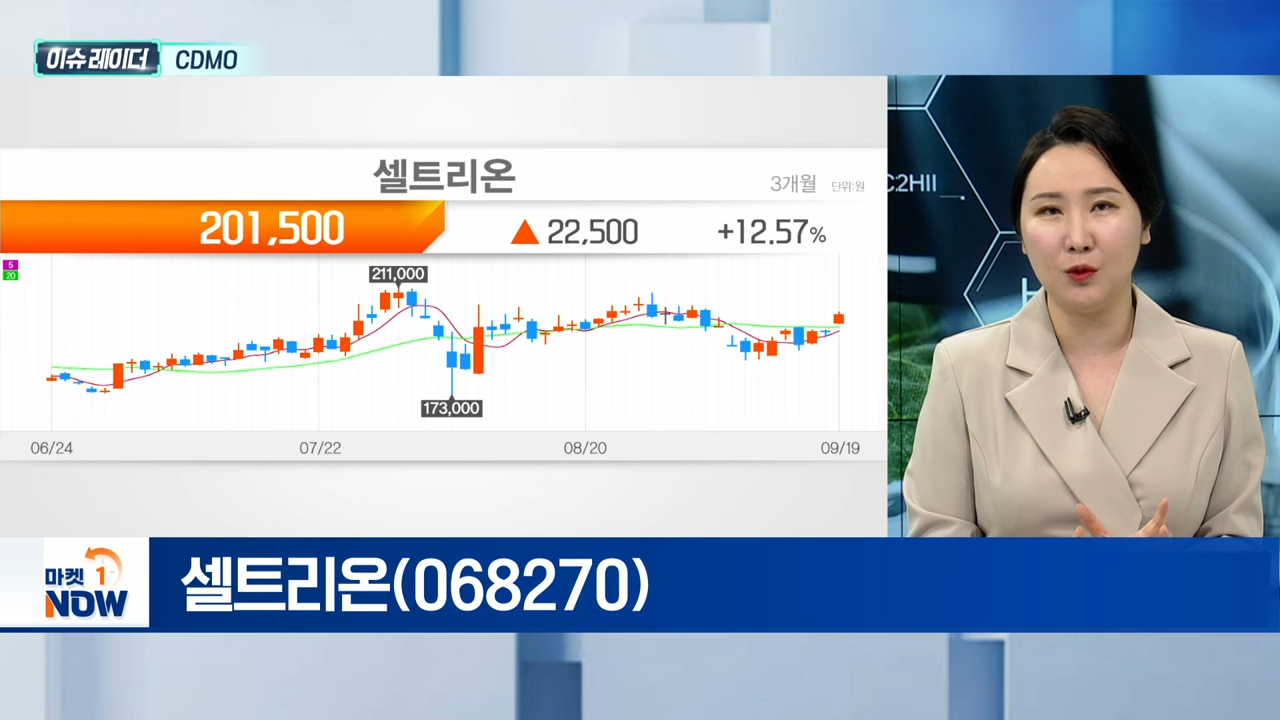 이슈레이더 CDMO
셀트리온
3개월 단위:원
201,500 ▲ 22,500 +12.57%
5
20
211,000
173,000
06/24 07/22 08/20 09/19
C2HII
H
마켓 1
NOW
셀트리온(068270)